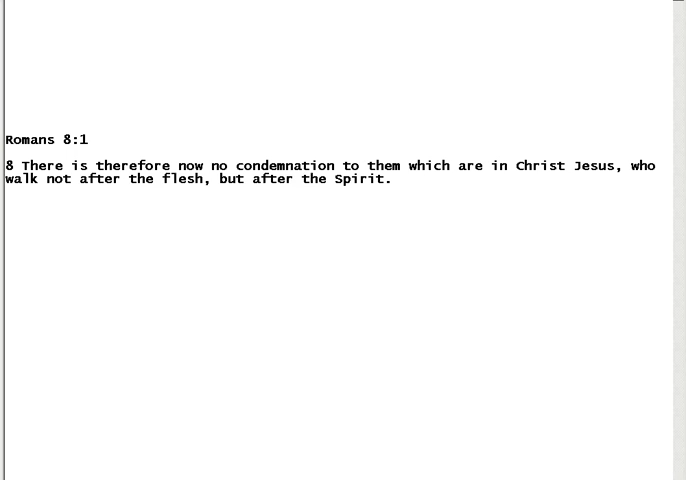 Romans 8:1
8 There is therefore now no condemnation to them which are in Christ Jesus, who
walk not after the flesh, but after the Spirit.